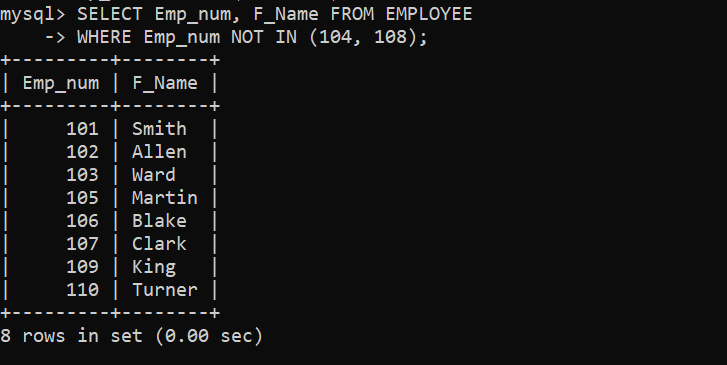 mysql> SELECT Emp_num, F_Name FROM EMPLOYEE
    -> WHERE Emp_num NOT IN (104, 108);
+---------+--------+
| Emp_num | F_Name |
+---------+--------+
|     101 | Smith  |
|     102 | Allen  |
|     103 | Ward   |
|     105 | Martin |
|     106 | Blake  |
|     107 | Clark  |
|     109 | King   |
|     110 | Turner |
+---------+--------+
8 rows in set (0.00 sec)